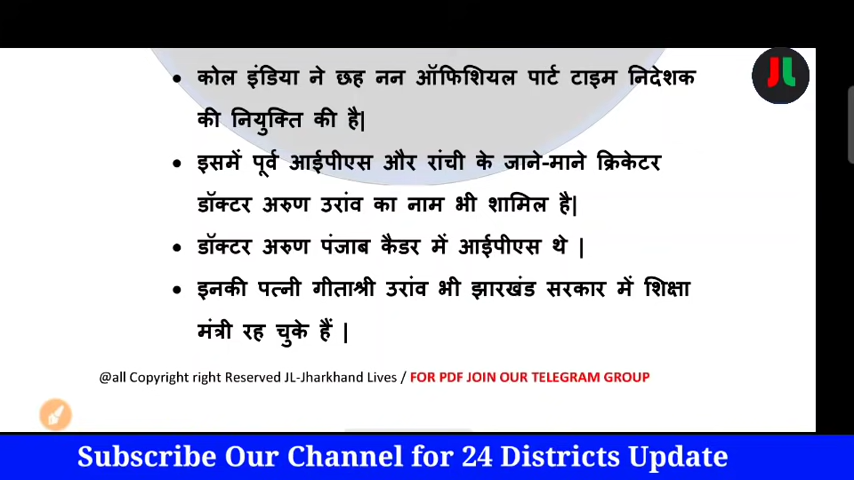 JL
कोल इंडिया ने छह नन ऑफिशियल पार्ट टाइम निदेशक
की नियुक्ति की है|
इसमें पूर्व आईपीएस और रांची के जाने-माने क्रिकेटर
डॉक्टर अरुण उरांव का नाम भी शामिल है|
डॉक्टर अरुण पंजाब कैडर में आईपीएस थे |
इनकी पत्नी गीताश्री उरांव भी झारखंड सरकार में शिक्षा
मंत्री रह चुके हैं |
@all Copyright right Reserved JL-Jharkhand Lives / FOR PDF JOIN OUR TELEGRAM GROUP
Subscribe Our Channel for 24 Districts Update